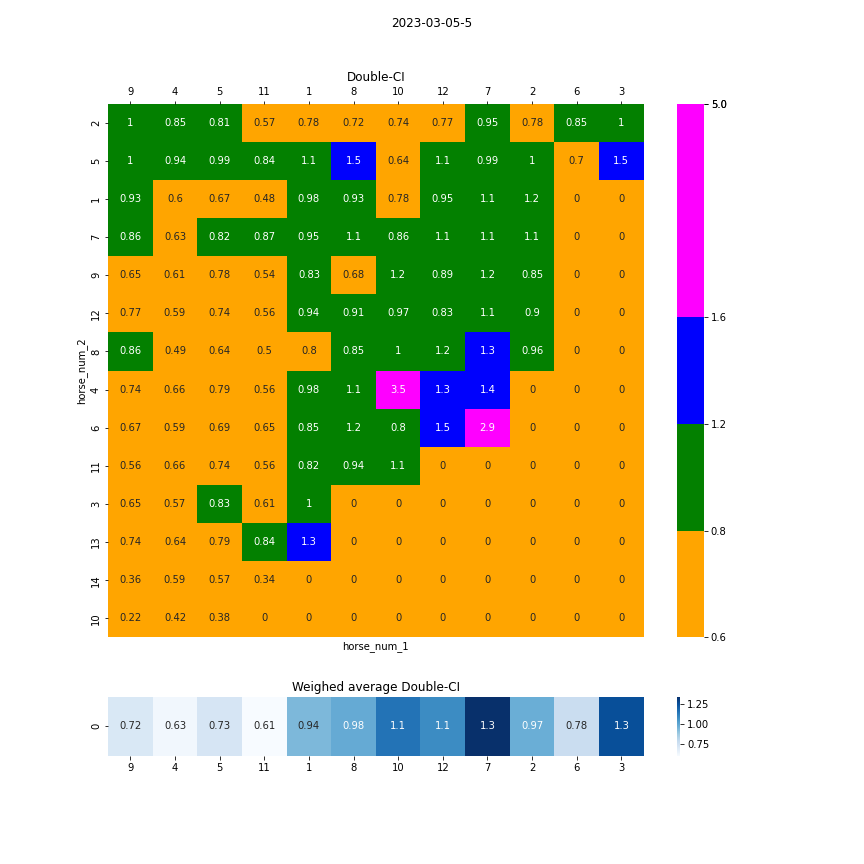 2023-03-05-5
Double-CI
9 4 5 11 1 8 10 12 7 2 6 3
2 1 0.85 0.81 0.57 0.78 0.72 0.74 0.77 0.95 0.78 0.85 1
5 1 0.94 0.99 0.84 1.1 1.5 0.64 1.1 0.99 1 0.7 1.5
1 0.93 0.6 0.67 0.48 0.98 0.93 0.78 0.95 1.1 1.2 0 0
7 0.86 0.63 0.82 0.87 0.95 1.1 0.86 1.1 1.1 1.1 0 0
9 0.65 0.61 0.78 0.54 0.83 0.68 1.2 0.89 1.2 0.85 0 0
12 0.77 0.59 0.74 0.56 0.94 0.91 0.97 0.83 1.1 0.9 0 0
8 0.86 0.49 0.64 0.5 0.8 0.85 1 1.2 1.3 0.96 0 0
4 0.74 0.66 0.79 0.56 0.98 1.1 3.5 1.3 1.4 0 0 0
6 0.67 0.59 0.69 0.65 0.85 1.2 0.8 1.5 2.9 0 0 0
11 0.56 0.66 0.74 0.56 0.82 0.94 1.1 0 0 0 0 0
3 0.65 0.57 0.83 0.61 1 0 0 0 0 0 0 0
13 0.74 0.64 0.79 0.84 1.3 0 0 0 0 0 0 0
14 0.36 0.59 0.57 0.34 0 0 0 0 0 0 0 0
10 0.22 0.42 0.38 0 0 0 0 0 0 0 0 0
horse_num_2
horse_num_1
5.0
1.6
1.2
0.8
0.6
Weighed average Double-CI
0 0.72 0.63 0.73 0.61 0.94 0.98 1.1 1.1 1.3 0.97 0.78 1.3
9 4 5 11 1 8 10 12 7 2 6 3
1.25
1.00
0.75